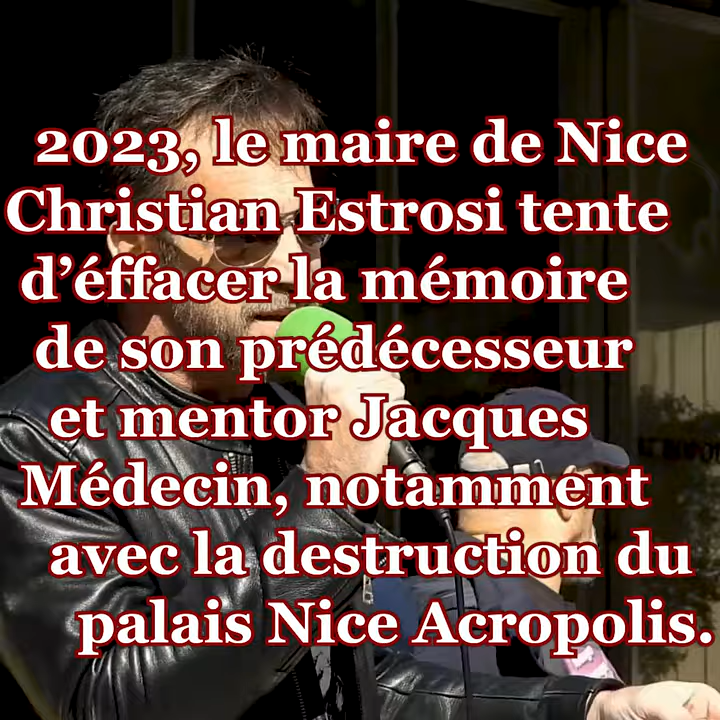 2023, le maire de Nice
Christian Estrosi tente
d’éffacer la mémoire
de son prédécesseur
et mentor Jacques
Médecin, notamment
avec la destruction du
palais Nice Acropolis.